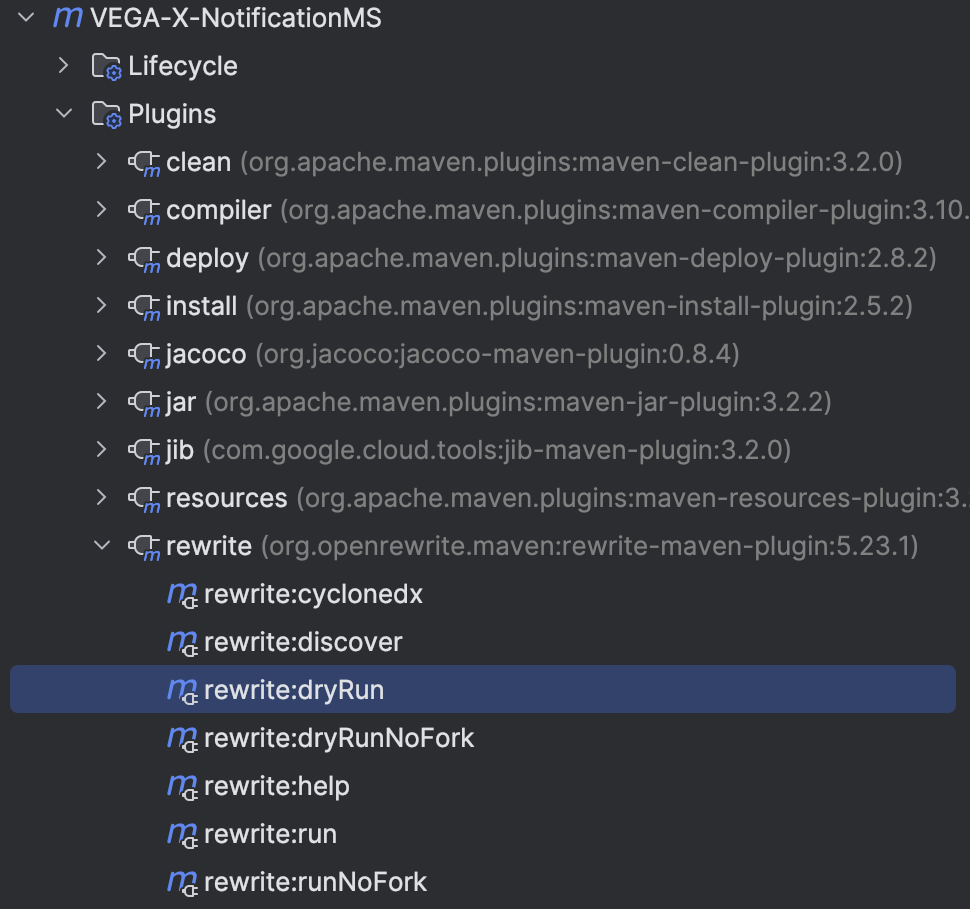 VEGA-X-NotificationMS
Lifecycle
Plugins
clean (org.apache.maven.plugins:maven-clean-plugin:3.2.0)
compiler (org.apache.maven.plugins:maven-compiler-plugin:3.10.
deploy (org.apache.maven.plugins:maven-deploy-plugin:2.8.2)
install (org.apache.maven.plugins:maven-install-plugin:2.5.2)
jacoco (org.jacoco:jacoco-maven-plugin:0.8.4)
jar (org.apache.maven.plugins:maven-jar-plugin:3.2.2)
jib (com.google.cloud.tools:jib-maven-plugin:3.2.0)
resources (org.apache.maven.plugins:maven-resources-plugin:3.
rewrite (org.openrewrite.maven:rewrite-maven-plugin:5.23.1)
rewrite:cyclonedx
rewrite:discover
rewrite:dryRun
rewrite:dryRunNoFork
rewrite:help
rewrite:run
rewrite:runNoFork